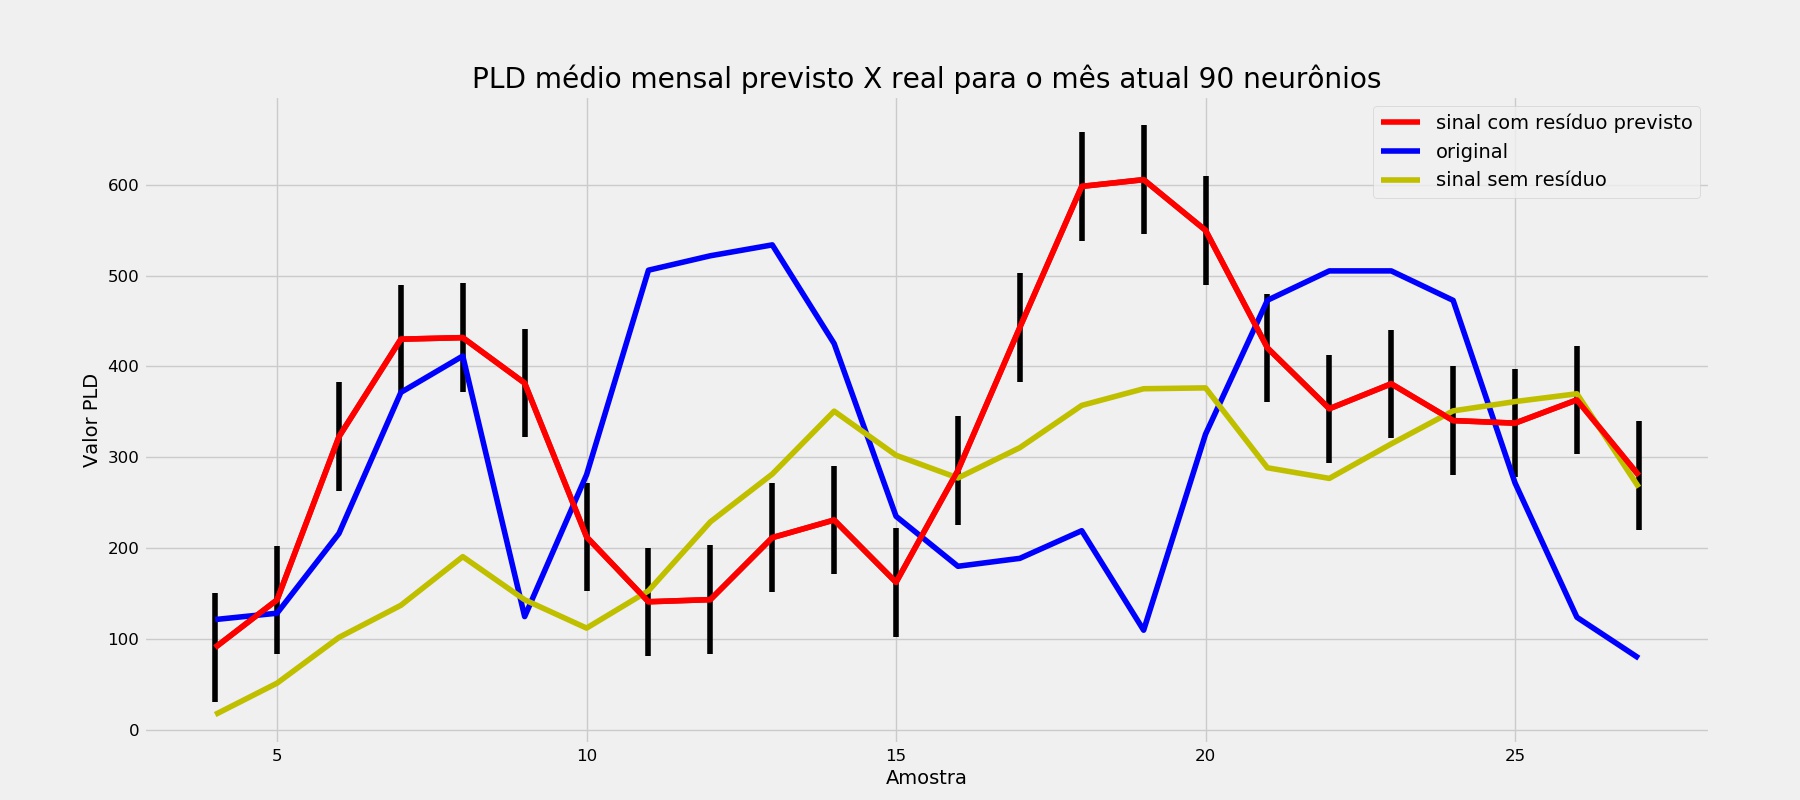 PLD médio mensal previsto X real para o mês atual 90 neurônios
sinal com resíduo previsto
original
sinal sem resíduo
Valor PLD
600
500
400
300
200
100
0
5 10 15 20 25
Amostra